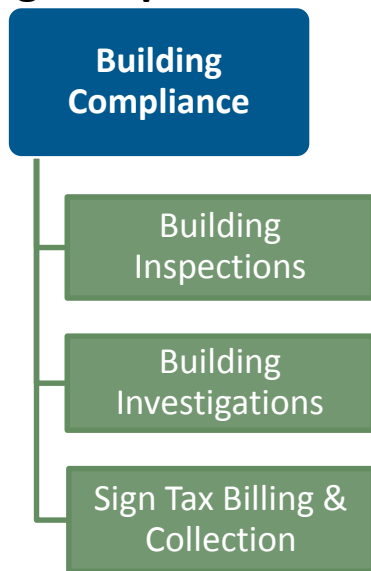 Building
Compliance
Building
Inspections
Building
Investigations
Sign Tax Billing &
Collection